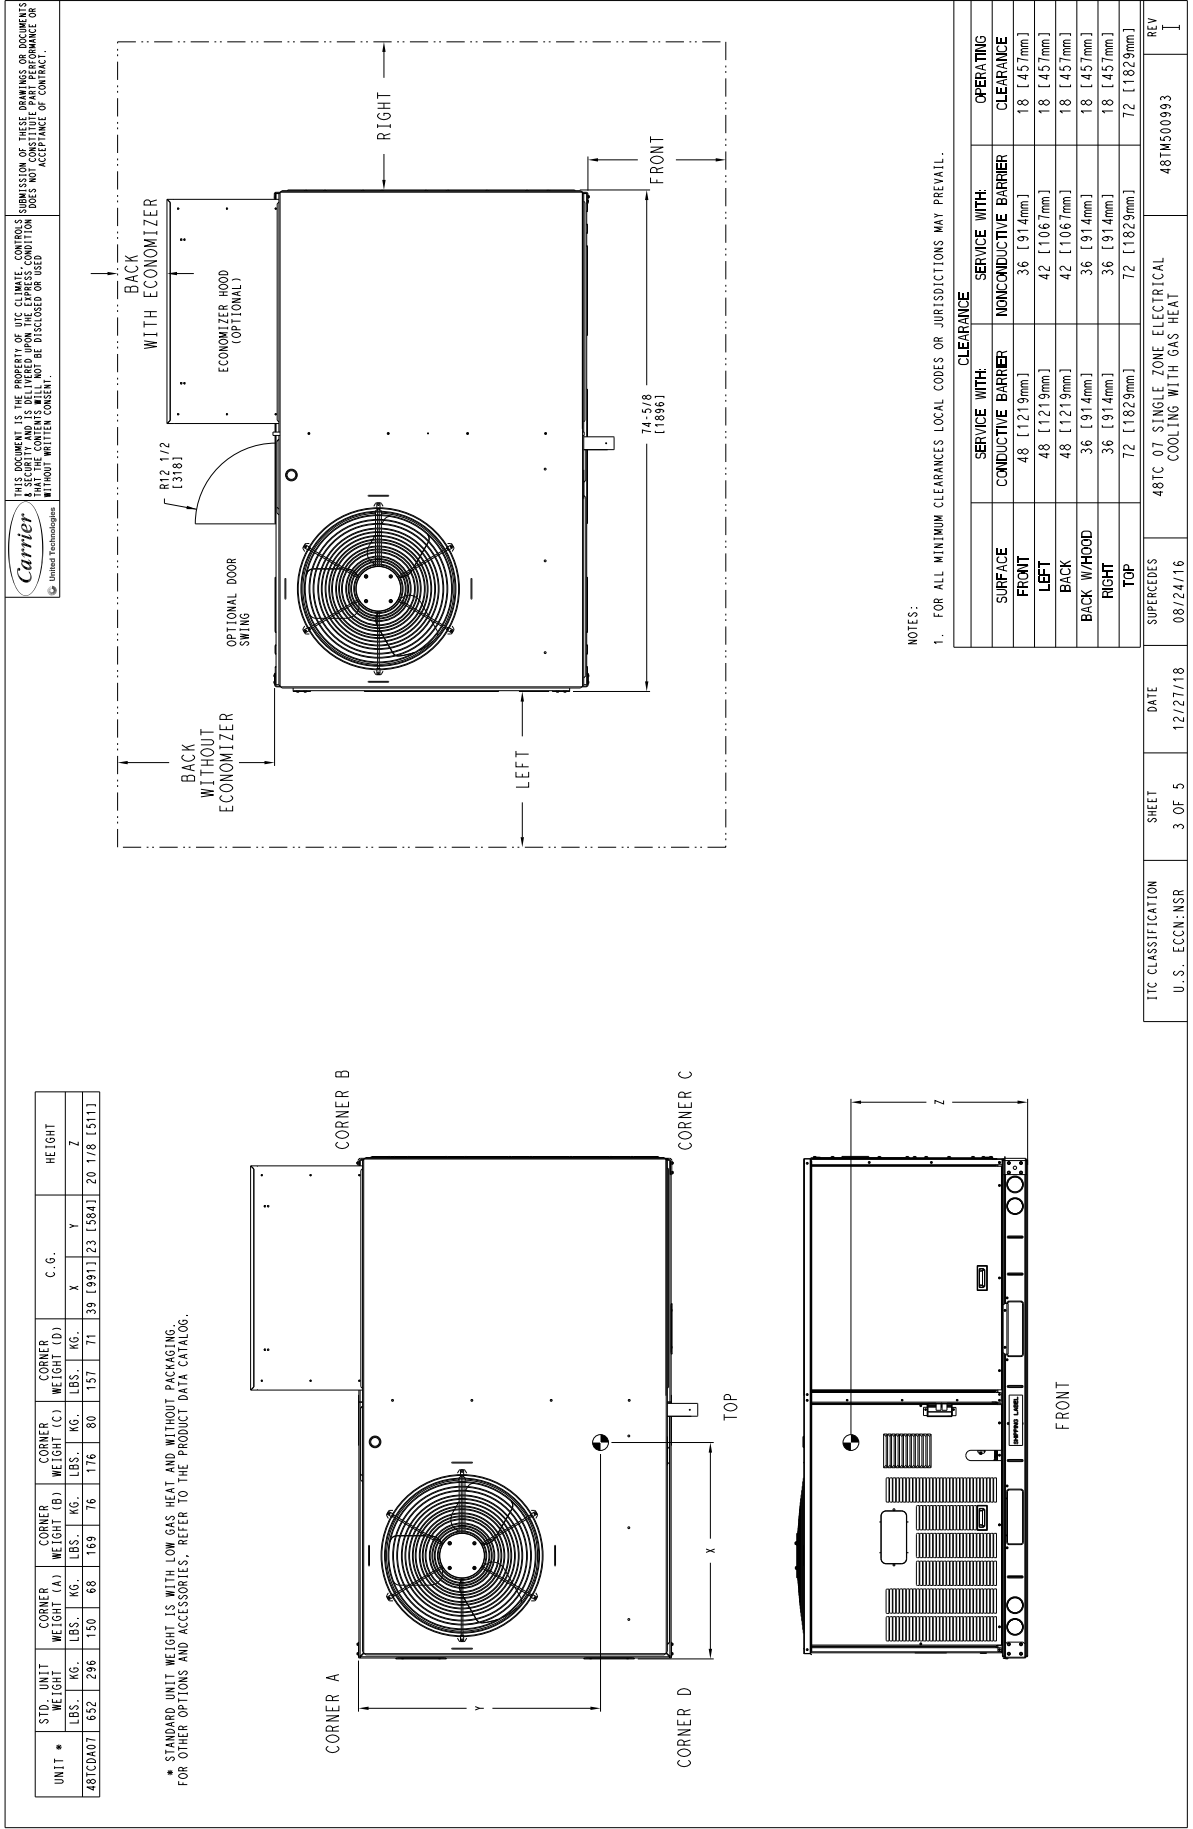 UNIT *
STD. UNIT WEIGHT
CORNER WEIGHT (A)
CORNER WEIGHT (B)
CORNER WEIGHT (C)
CORNER WEIGHT (D)
C.G.
HEIGHT
LBS. KG. LBS. KG. LBS. KG. LBS. KG. LBS. KG. X Y Z
48TCDA07 652 296 150 68 169 76 176 80 157 71 39 [991] 23 [584] 20 1/8 [511]
* STANDARD UNIT WEIGHT IS WITH LOW GAS HEAT AND WITHOUT PACKAGING.
FOR OTHER OPTIONS AND ACCESSORIES, REFER TO THE PRODUCT DATA CATALOG.
CORNER A
CORNER B
CORNER C
CORNER D
Y
X
TOP
Z
SHIPPING LABEL
FRONT
Carrier
United Technologies
THIS DOCUMENT IS THE PROPERTY OF UTC CLIMATE, CONTROLS
& SECURITY AND IS DELIVERED UPON THE EXPRESS CONDITION
THAT THE CONTENTS WILL NOT BE DISCLOSED OR USED
WITHOUT WRITTEN CONSENT.
SUBMISSION OF THESE DRAWINGS OR DOCUMENTS
DOES NOT CONSTITUTE PART PERFORMANCE OR
ACCEPTANCE OF CONTRACT.
BACK
WITH ECONOMIZER
BACK
WITHOUT
ECONOMIZER
OPTIONAL DOOR
SWING
R12 1/2
[318]
ECONOMIZER HOOD
(OPTIONAL)
RIGHT
LEFT
FRONT
74-5/8
[1896]
NOTES:
1. FOR ALL MINIMUM CLEARANCES LOCAL CODES OR JURISDICTIONS MAY PREVAIL.
CLEARANCE
SURFACE
SERVICE WITH: CONDUCTIVE BARRIER
SERVICE WITH: NONCONDUCTIVE BARRIER
OPERATING CLEARANCE
FRONT 48 [1219mm] 36 [914mm] 18 [457mm]
LEFT 48 [1219mm] 42 [1067mm] 18 [457mm]
BACK 48 [1219mm] 42 [1067mm] 18 [457mm]
BACK W/HOOD 36 [914mm] 36 [914mm] 18 [457mm]
RIGHT 36 [914mm] 36 [914mm] 18 [457mm]
TOP 72 [1829mm] 72 [1829mm] 72 [1829mm]
ITC CLASSIFICATION
U.S. ECCN:NSR
SHEET
3 OF 5
DATE
12/27/18
SUPERCEDES
08/24/16
48TC 07 SINGLE ZONE ELECTRICAL
COOLING WITH GAS HEAT
48TM500993
REV
I